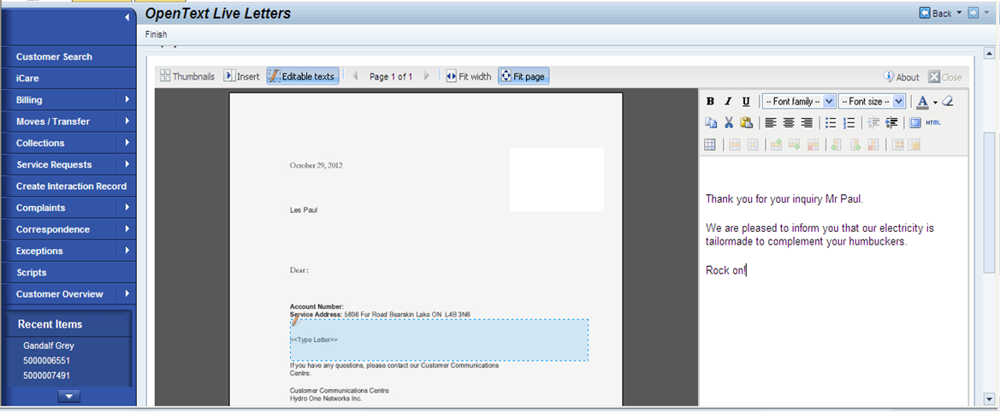 OpenText Live Letters
Back
Finish
Customer Search
iCare
Billing
Moves / Transfer
Collections
Service Requests
Create Interaction Record
Complaints
Correspondence
Exceptions
Scripts
Customer Overview
Recent Items
Gandalf Grey
5000006551
5000007491
Thumbnails Insert Editable texts Page 1 of 1 Fit width Fit page About Close
October 29, 2012
Les Paul
Dear :
Account Number:
Service Address: 5898 Fur Road Bearskin Lake ON L4B 3N6
<<Type Letter>>
If you have any questions, please contact our Customer Communications
Centre.
Customer Communications Centre
Hydro One Networks Inc.
B I U -- Font family -- -- Font size -- A
HTML
Thank you for your inquiry Mr Paul.
We are pleased to inform you that our electricity is
tailormade to complement your humbuckers.
Rock on!